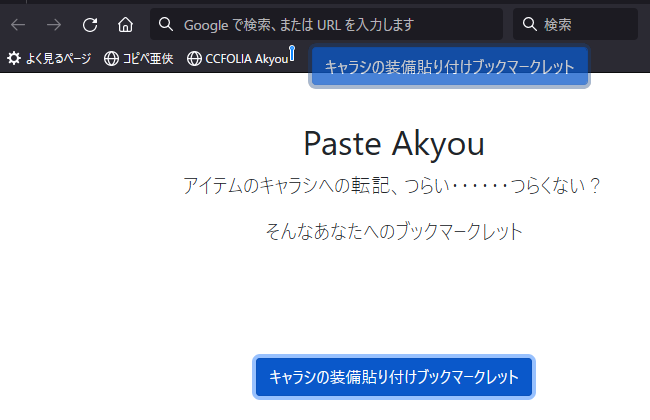 Google で検索、または URL を入力します
検索
よく見るページ
コピペ亜侠
CCFOLIA Akyou
キャラシの装備貼り付けブックマークレット
Paste Akyou
アイテムのキャラシへの転記、つらい‥‥‥つらくない？
そんなあなたへのブックマークレット
キャラシの装備貼り付けブックマークレット